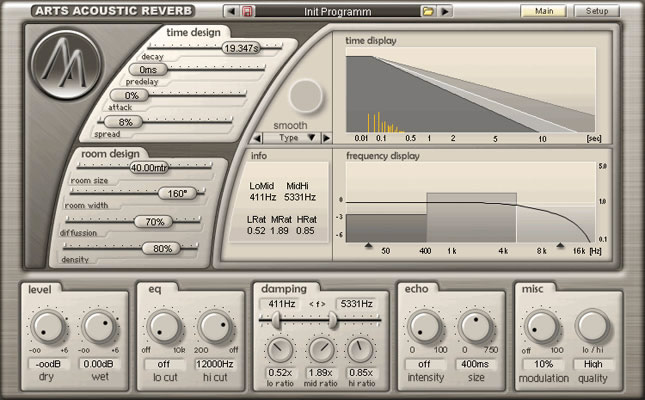 ARTS ACOUSTIC REVERB
Init Programm
Main
Setup
time design
19.347s
decay
0ms
predelay
0%
attack
8%
spread
room design
40.00mtr
room size
160°
room width
70%
diffussion
80%
density
smooth
Type
time display
0.01 0.1 0.5 1 2 5 10 [sec]
info
LoMid MidHi
411Hz 5331Hz
LRat MRat HRat
0.52 1.89 0.85
frequency display
5.0
0 1.0
-3
-6 0.1
50 400 1k 4k 8k 16k [Hz]
level
-oo +6 -oo +6
-oodB 0.00dB
dry wet
eq
off 10k 200 off
off 12000Hz
lo cut hi cut
damping
411Hz < f > 5331Hz
0.52x 1.89x 0.85x
lo ratio mid ratio hi ratio
echo
0 100 0 750
off 400ms
intensity size
misc
off 100 lo / hi
10% High
modulation quality